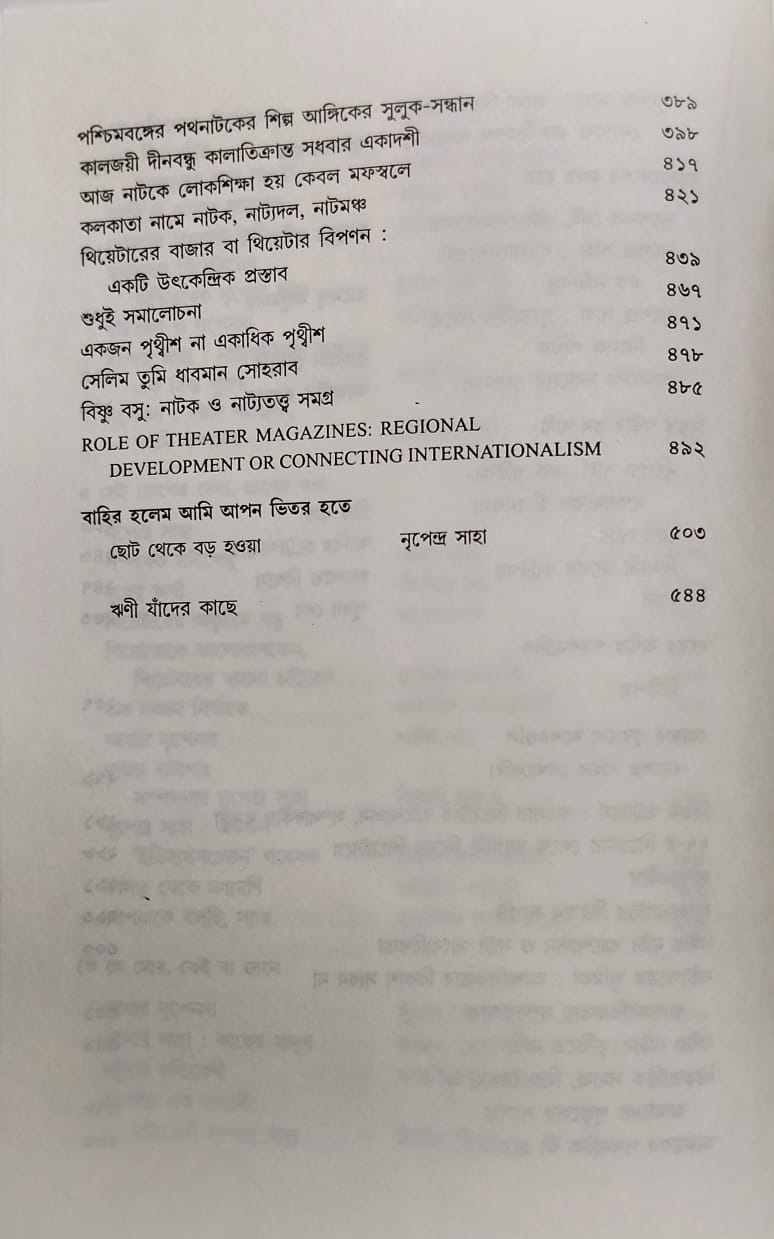 পশ্চিমবঙ্গের পথনাটকের শিল্প আঙ্গিকের সুলুক-সন্ধান ৩৮৯
কালজয়ী দীনবন্ধু কালাতিক্রান্ত সধবার একাদশী ৩৯৮
আজ নাটকে লোকশিক্ষা হয় কেবল মফস্বলে ৪১৭
কলকাতা নামে নাটক, নাট্যদল, নাটমঞ্চ ৪২১
থিয়েটারের বাজার বা থিয়েটার বিপণন :
একটি উৎকেন্দ্রিক প্রস্তাব ৪৩৯
শুধুই সমালোচনা ৪৬৭
একজন পৃথ্বীশ না একাধিক পৃথ্বীশ ৪৭১
সেলিম তুমি ধাবমান সোহরাব ৪৭৮
বিষ্ণু বসু: নাটক ও নাট্যতত্ত্ব সমগ্র ৪৮৫
ROLE OF THEATER MAGAZINES: REGIONAL
DEVELOPMENT OR CONNECTING INTERNATIONALISM ৪৯২
বাহির হলেম আমি আপন ভিতর হতে
ছোট থেকে বড় হওয়া নৃপেন্দ্র সাহা ৫০৩
ঋণী যাঁদের কাছে ৫৪৪